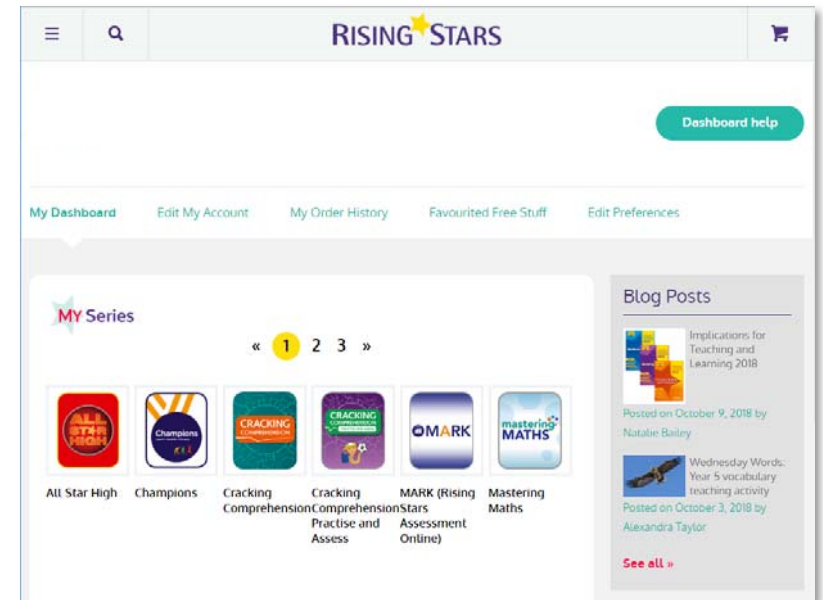 RISING STARS
Dashboard help
My Dashboard Edit My Account My Order History Favourited Free Stuff Edit Preferences
MY Series
« 1 2 3 »
ALL STAR HIGH
Champions
CRACKING COMPREHENSION
CRACKING COMPREHENSION
MARK
mastering MATHS
All Star High
Champions
Cracking
Comprehension
Cracking
Comprehension
Practise and
Assess
MARK (Rising
Stars
Assessment
Online)
Mastering
Maths
Blog Posts
Implications for
Teaching and
Learning 2018
Posted on October 9, 2018 by
Natalie Bailey
Wednesday Words:
Year 5 vocabulary
teaching activity
Posted on October 3, 2018 by
Alexandra Taylor
See all »